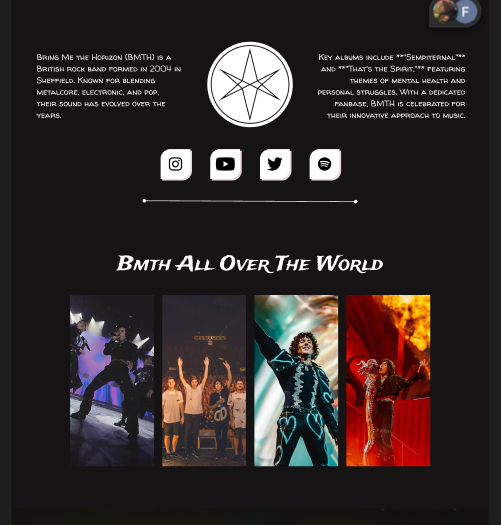 F
Bring Me the Horizon (BMTH) is a
British rock band formed in 2004 in
Sheffield. Known for blending
metalcore, electronic, and pop,
their sound has evolved over the
years.
Key albums include **"Sempiternal"**
and **"That's the Spirit,"** featuring
themes of mental health and
personal struggles. With a dedicated
fanbase, BMTH is celebrated for
their innovative approach to music.
Bmth All Over The World